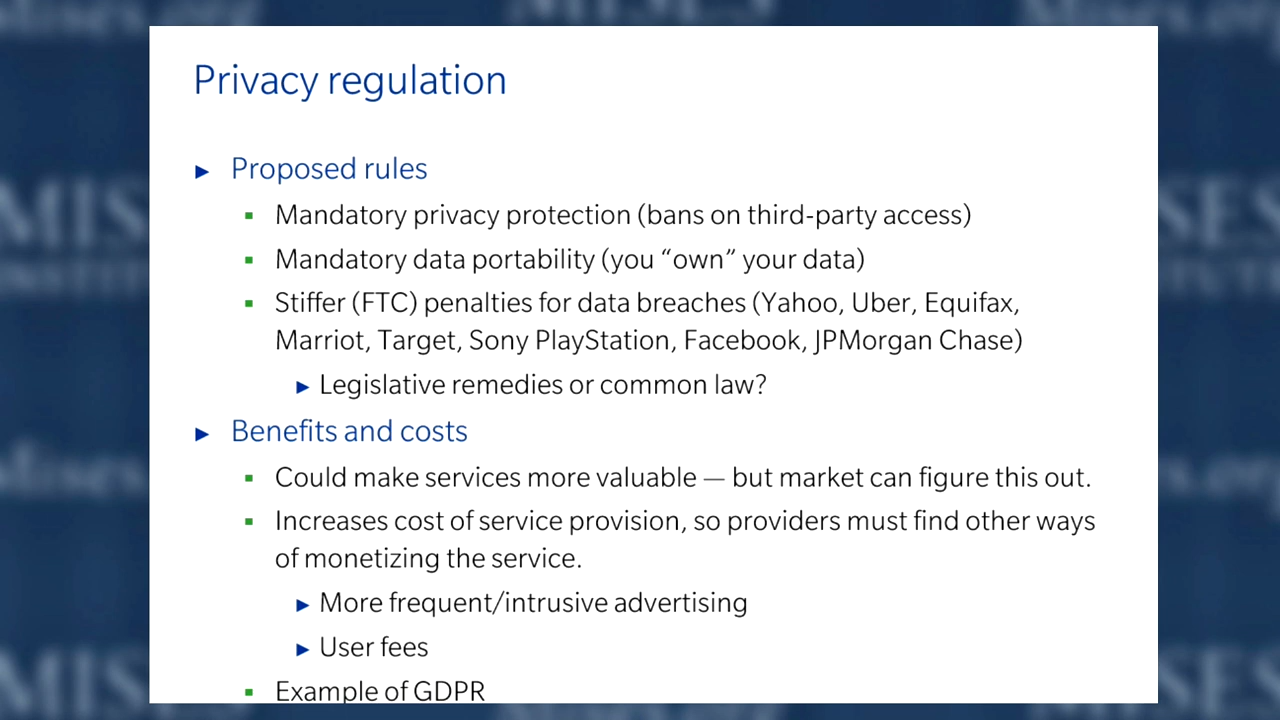 Privacy regulation
► Proposed rules
▪ Mandatory privacy protection (bans on third-party access)
▪ Mandatory data portability (you “own” your data)
▪ Stiffer (FTC) penalties for data breaches (Yahoo, Uber, Equifax,
Marriot, Target, Sony PlayStation, Facebook, JPMorgan Chase)
► Legislative remedies or common law?
► Benefits and costs
▪ Could make services more valuable — but market can figure this out.
▪ Increases cost of service provision, so providers must find other ways
of monetizing the service.
► More frequent/intrusive advertising
► User fees
▪ Example of GDPR